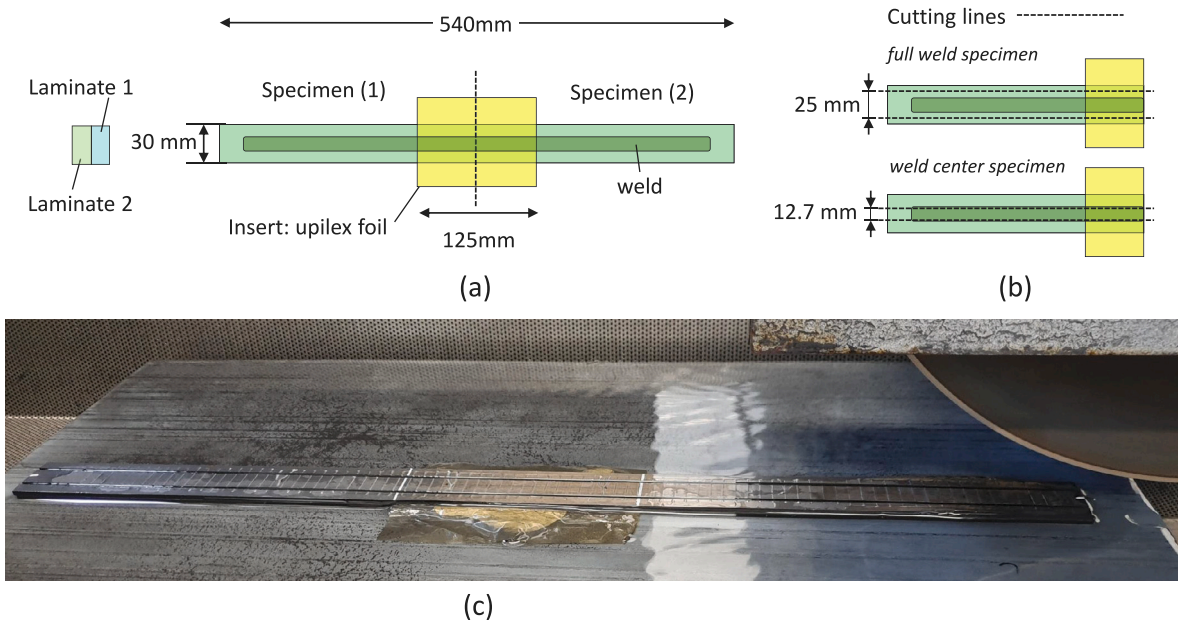 540mm
Laminate 1
Laminate 2
30 mm
Specimen (1)
Specimen (2)
weld
Insert: upilex foil
125mm
(a)
Cutting lines
full weld specimen
25 mm
weld center specimen
12.7 mm
(b)
(c)